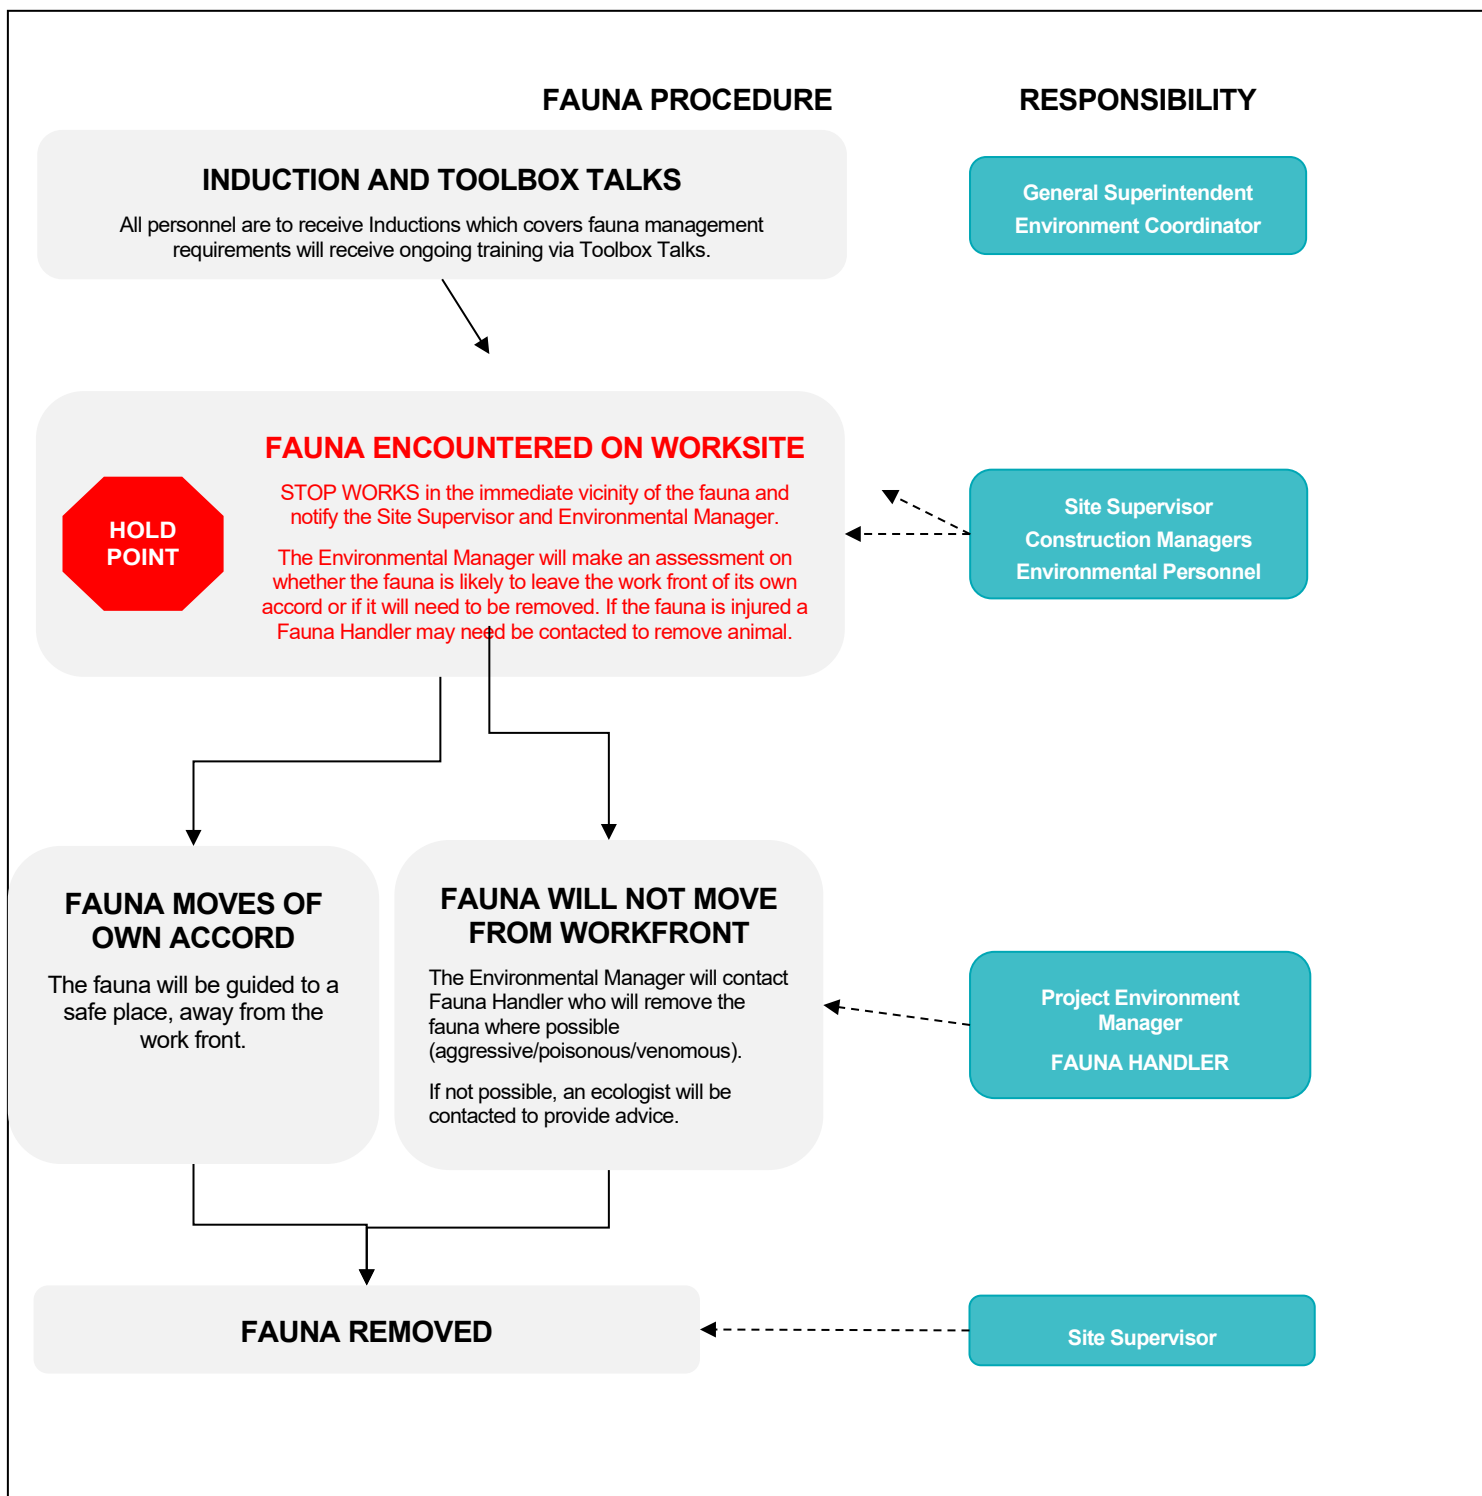 FAUNA PROCEDURE
RESPONSIBILITY
INDUCTION AND TOOLBOX TALKS
All personnel are to receive Inductions which covers fauna management
requirements will receive ongoing training via Toolbox Talks.
General Superintendent
Environment Coordinator
FAUNA ENCOUNTERED ON WORKSITE
STOP WORKS in the immediate vicinity of the fauna and
notify the Site Supervisor and Environmental Manager.
The Environmental Manager will make an assessment on
whether the fauna is likely to leave the work front of its own
accord or if it will need to be removed. If the fauna is injured a
Fauna Handler may need be contacted to remove animal.
HOLD
POINT
Site Supervisor
Construction Managers
Environmental Personnel
FAUNA MOVES OF
OWN ACCORD
The fauna will be guided to a
safe place, away from the
work front.
FAUNA WILL NOT MOVE
FROM WORKFRONT
The Environmental Manager will contact
Fauna Handler who will remove the
fauna where possible
(aggressive/poisonous/venomous).
If not possible, an ecologist will be
contacted to provide advice.
Project Environment
Manager
FAUNA HANDLER
FAUNA REMOVED
Site Supervisor